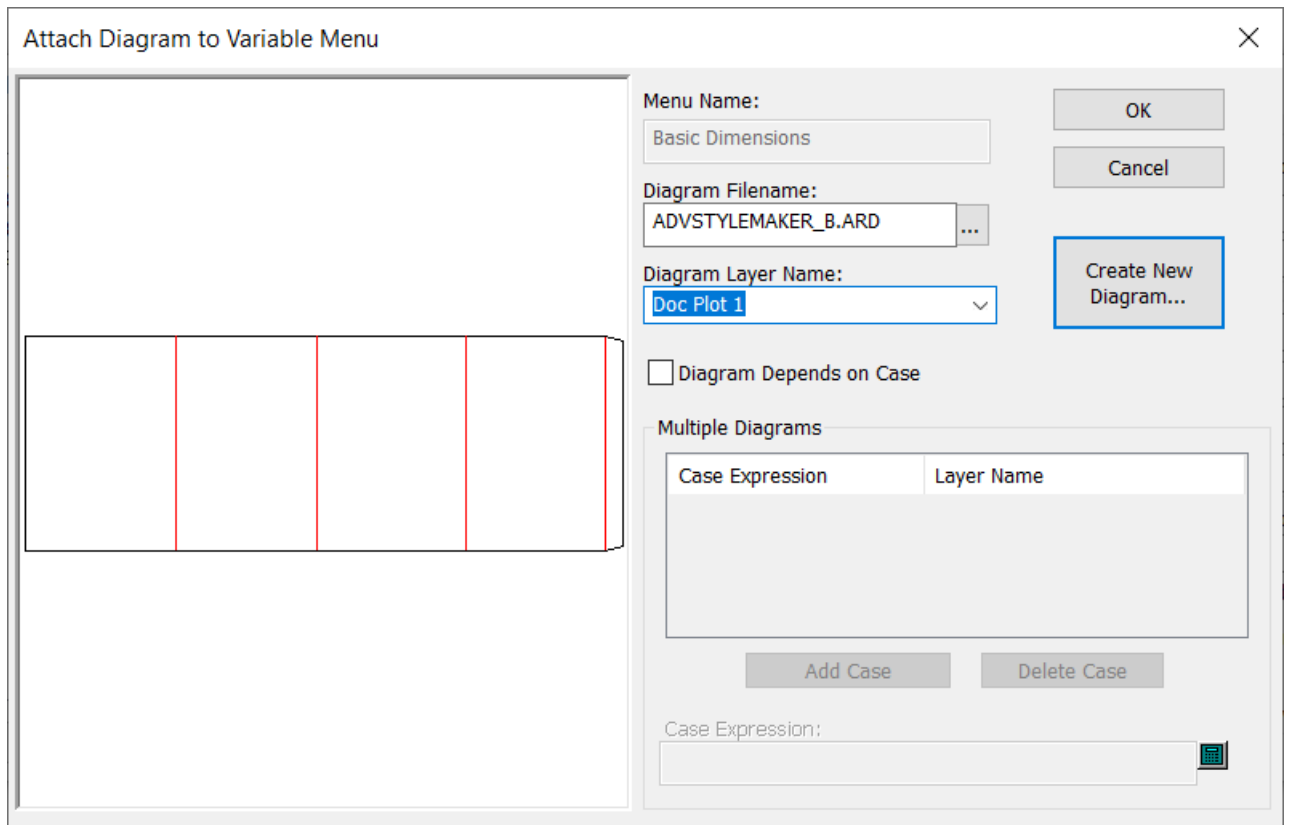 Attach Diagram to Variable Menu
Menu Name:
Basic Dimensions
OK
Cancel
Diagram Filename:
ADVSTYLEMAKER_B.ARD
...
Diagram Layer Name:
Doc Plot 1
Create New
Diagram...
Diagram Depends on Case
Multiple Diagrams
Case Expression Layer Name
Add Case Delete Case
Case Expression: